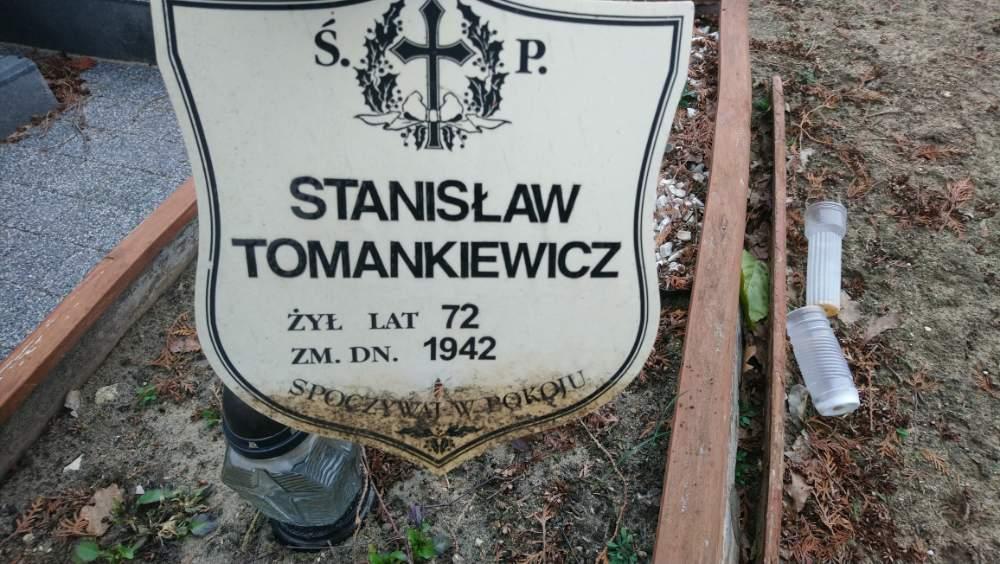 Ś. P.
STANISŁAW
TOMANKIEWICZ
ŻYŁ LAT 72
ZM. DN. 1942
SPOCZYWAJ W POKOJU